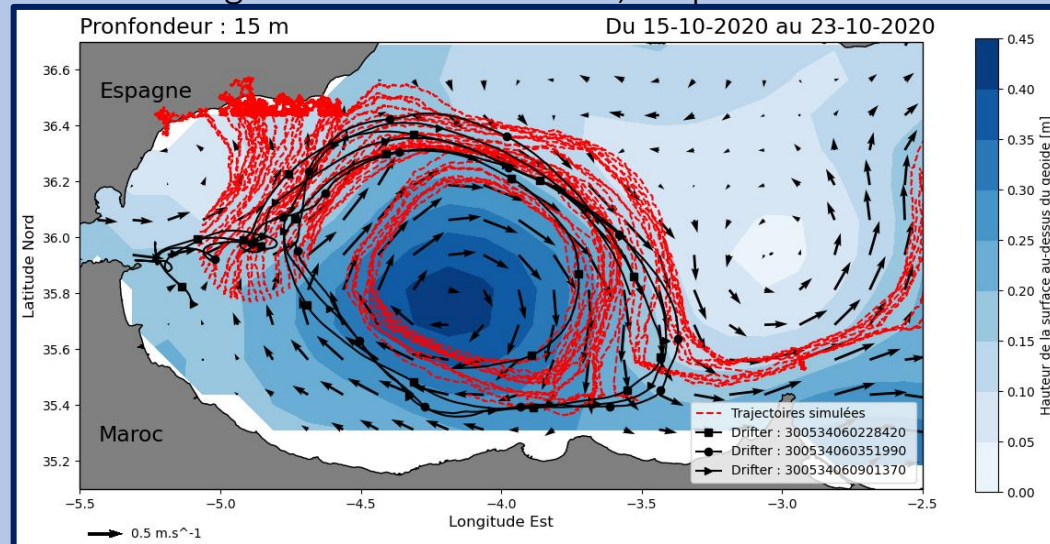 Pronfondeur : 15 m
Du 15-10-2020 au 23-10-2020
Espagne
Maroc
Latitude Nord
36.6
36.4
36.2
36.0
35.8
35.6
35.4
35.2
−5.5
−5.0
−4.5
−4.0
−3.5
−3.0
−2.5
Longitude Est
0.5 m.s^-1
Trajectoires simulées
Drifter : 300534060228420
Drifter : 300534060351990
Drifter : 300534060901370
0.45
0.40
0.35
0.30
0.25
0.20
0.15
0.10
0.05
0.00
Hauteur de la surface au-dessus du geoide [m]